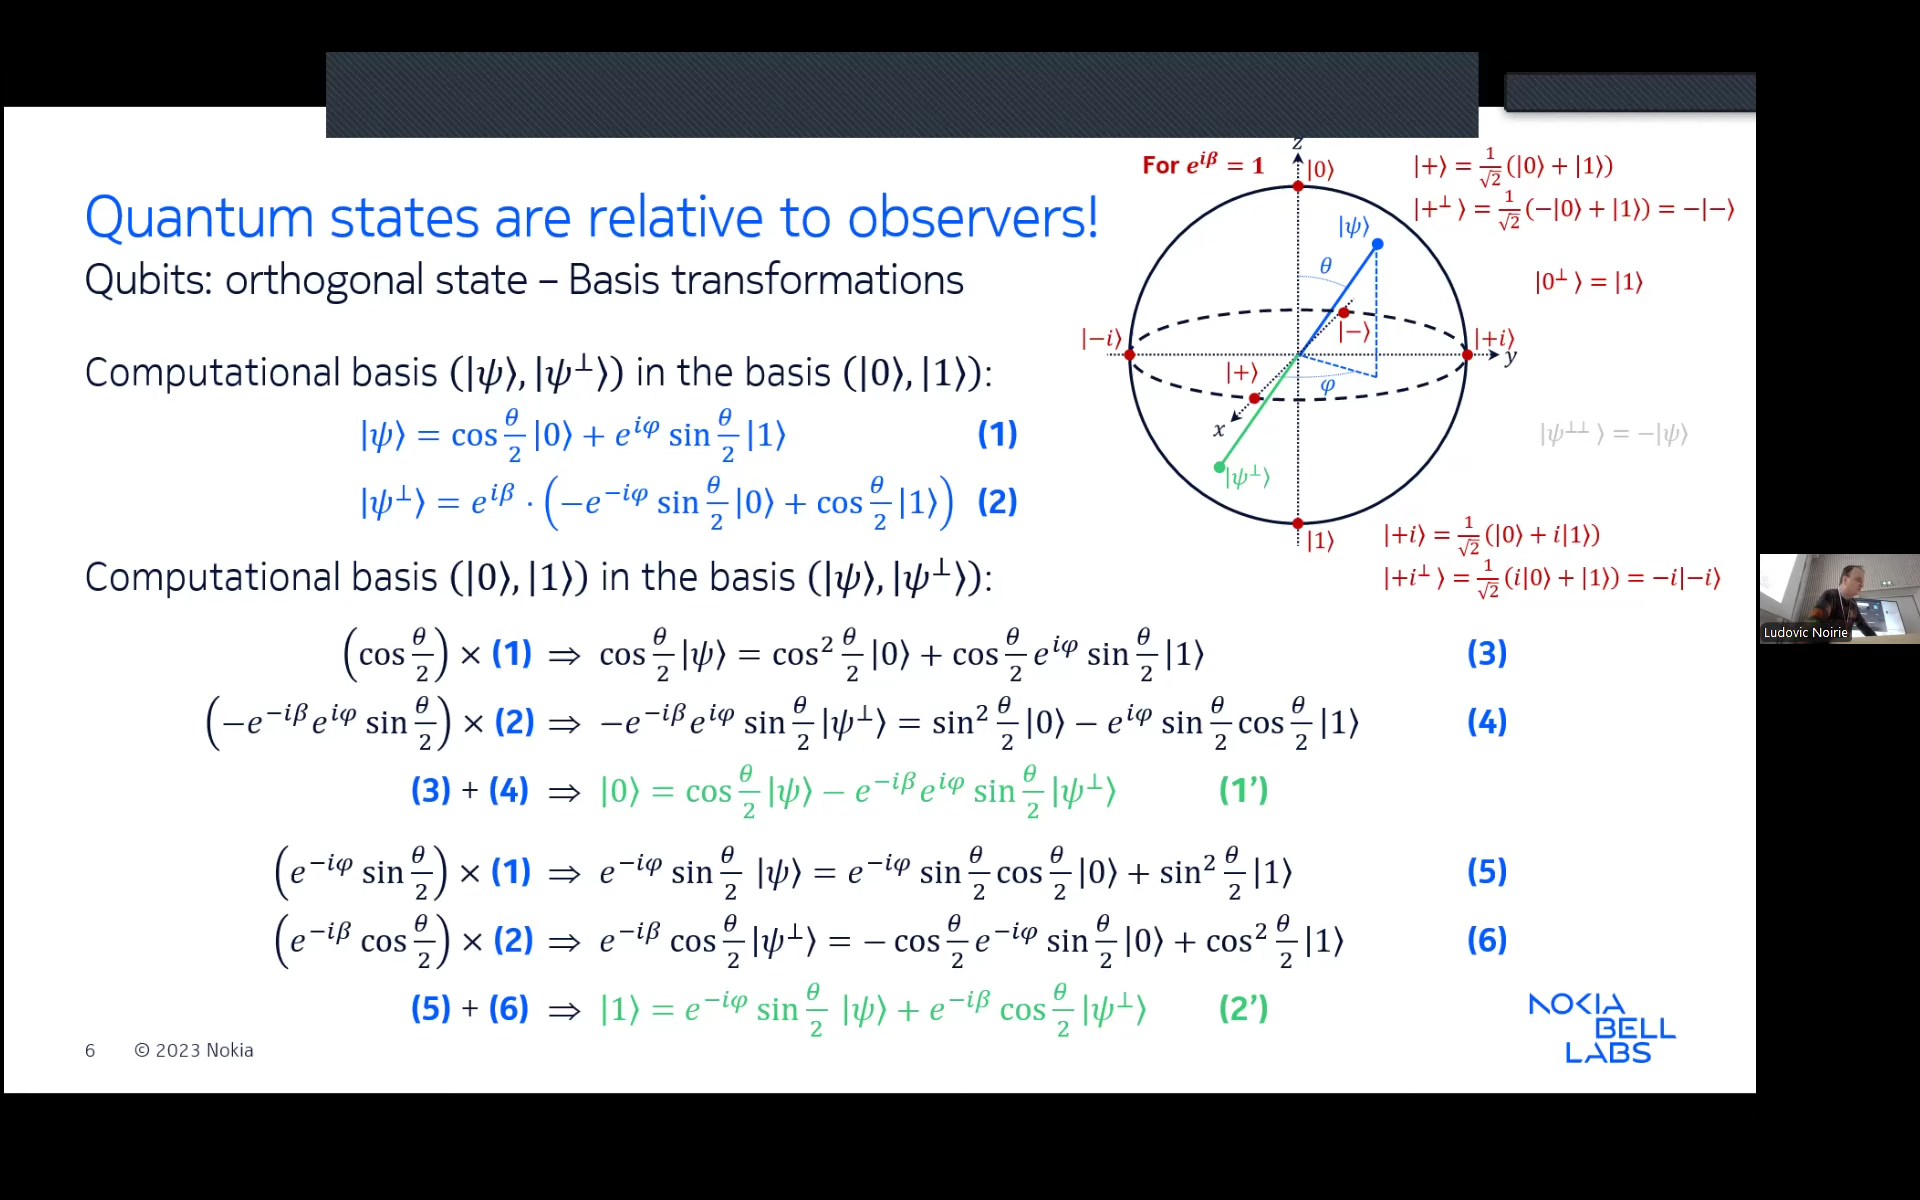 Quantum states are relative to observers!
Qubits: orthogonal state – Basis transformations
Computational basis (|ψ⟩, |ψ⊥⟩) in the basis (|0⟩, |1⟩):
|ψ⟩ = cos θ/2 |0⟩ + e^{iφ} sin θ/2 |1⟩ (1)
|ψ⊥⟩ = e^{iβ} · (−e^{−iφ} sin θ/2 |0⟩ + cos θ/2 |1⟩) (2)
Computational basis (|0⟩, |1⟩) in the basis (|ψ⟩, |ψ⊥⟩):
(cos θ/2) × (1) ⇒ cos θ/2 |ψ⟩ = cos² θ/2 |0⟩ + cos θ/2 e^{iφ} sin θ/2 |1⟩ (3)
(−e^{−iβ} e^{iφ} sin θ/2) × (2) ⇒ −e^{−iβ} e^{iφ} sin θ/2 |ψ⊥⟩ = sin² θ/2 |0⟩ − e^{iφ} sin θ/2 cos θ/2 |1⟩ (4)
(3) + (4) ⇒ |0⟩ = cos θ/2 |ψ⟩ − e^{−iβ} e^{iφ} sin θ/2 |ψ⊥⟩ (1’)
(e^{−iφ} sin θ/2) × (1) ⇒ e^{−iφ} sin θ/2 |ψ⟩ = e^{−iφ} sin θ/2 cos θ/2 |0⟩ + sin² θ/2 |1⟩ (5)
(e^{−iβ} cos θ/2) × (2) ⇒ e^{−iβ} cos θ/2 |ψ⊥⟩ = − cos θ/2 e^{−iφ} sin θ/2 |0⟩ + cos² θ/2 |1⟩ (6)
(5) + (6) ⇒ |1⟩ = e^{−iφ} sin θ/2 |ψ⟩ + e^{−iβ} cos θ/2 |ψ⊥⟩ (2’)
6 © 2023 Nokia
For e^{iβ} = 1
z
|0⟩
|ψ⟩
θ
|−⟩
|−i⟩
|+i⟩
y
|+⟩
φ
x
|ψ⊥⟩
|1⟩
|+⟩ = 1/√2 (|0⟩ + |1⟩)
|+⊥⟩ = 1/√2 (−|0⟩ + |1⟩) = −|−⟩
|0⊥⟩ = |1⟩
|ψ⊥⊥⟩ = −|ψ⟩
|+i⟩ = 1/√2 (|0⟩ + i|1⟩)
|+i⊥⟩ = 1/√2 (i|0⟩ + |1⟩) = −i|−i⟩
NOKIA
BELL
LABS
Ludovic Noirie